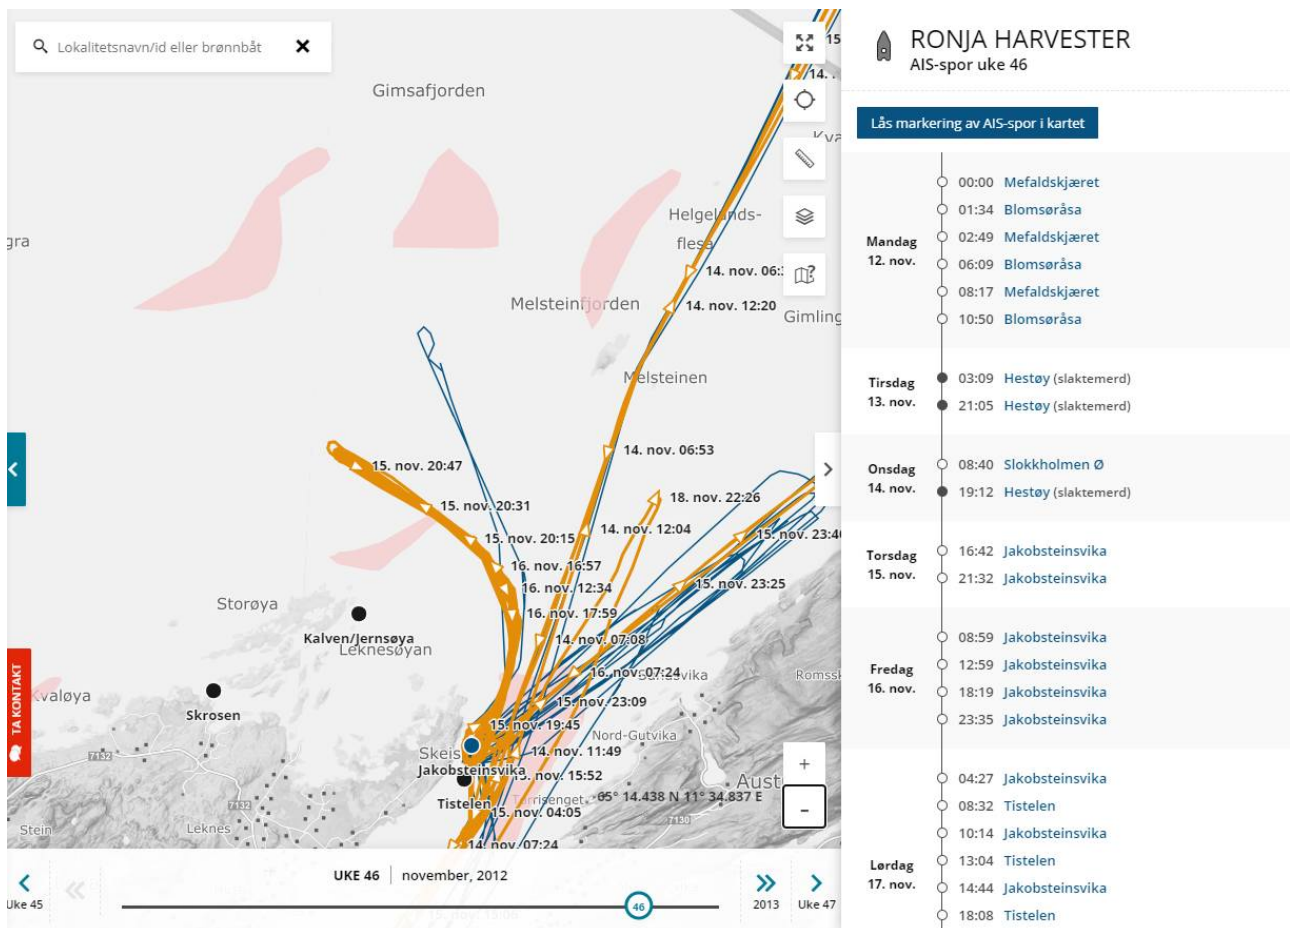 Lokalitetsnavn/id eller brønnbåt
Gimsafjorden
14.
Helgelands-
flesa
gra
14. nov. 06:
14. nov. 12:20
Melsteinfjorden
Gimling
Melsteinen
14. nov. 06:53
15. nov. 20:47
18. nov. 22:26
15. nov. 20:31
14. nov. 12:04
15. nov. 20:15
15. nov. 23:4
16. nov. 16:57
16. nov. 12:34
15. nov. 23:25
Storøya
16. nov. 17:59
Kalven/Jernsøya
14. nov. 07:08
Leknesøyan
16. nov. 07:24
Romss
Kvaløya
15. nov. 23:09
Skrosen
15. nov. 19:45
Nord-Gutvika
Skeis
14. nov. 11:49
7132
Jakobsteinsvika
15. nov. 15:52
Aust
Tistelen
65° 14.438 N 11° 34.837 E
7132
15. nov. 04:05
7130
Stein
Leknes
14. nov. 07:24
TA KONTAKT
+
-
UKE 46 | november, 2012
Uke 45
46
2013
Uke 47
RONJA HARVESTER
AIS-spor uke 46
Lås markering av AIS-spor i kartet
Mandag
12. nov.
00:00 Mefaldskjæret
01:34 Blomsøråsa
02:49 Mefaldskjæret
06:09 Blomsøråsa
08:17 Mefaldskjæret
10:50 Blomsøråsa
Tirsdag
13. nov.
03:09 Hestøy (slaktemerd)
21:05 Hestøy (slaktemerd)
Onsdag
14. nov.
08:40 Slokkholmen Ø
19:12 Hestøy (slaktemerd)
Torsdag
15. nov.
16:42 Jakobsteinsvika
21:32 Jakobsteinsvika
Fredag
16. nov.
08:59 Jakobsteinsvika
12:59 Jakobsteinsvika
18:19 Jakobsteinsvika
23:35 Jakobsteinsvika
Lørdag
17. nov.
04:27 Jakobsteinsvika
08:32 Tistelen
10:14 Jakobsteinsvika
13:04 Tistelen
14:44 Jakobsteinsvika
18:08 Tistelen